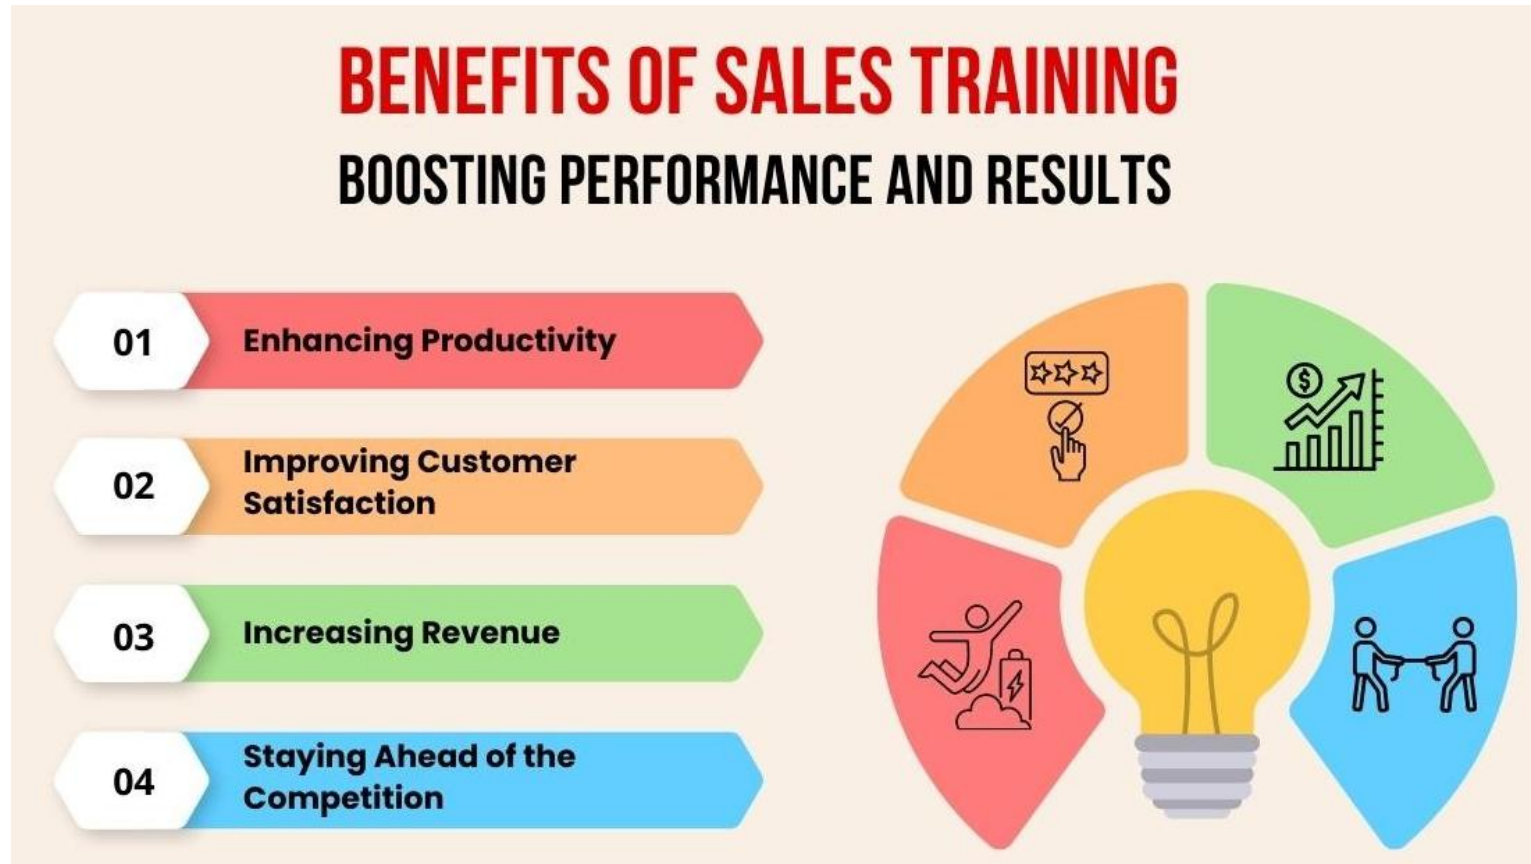 BENEFITS OF SALES TRAINING
BOOSTING PERFORMANCE AND RESULTS
01
Enhancing Productivity
02
Improving Customer
Satisfaction
03
Increasing Revenue
04
Staying Ahead of the
Competition
$